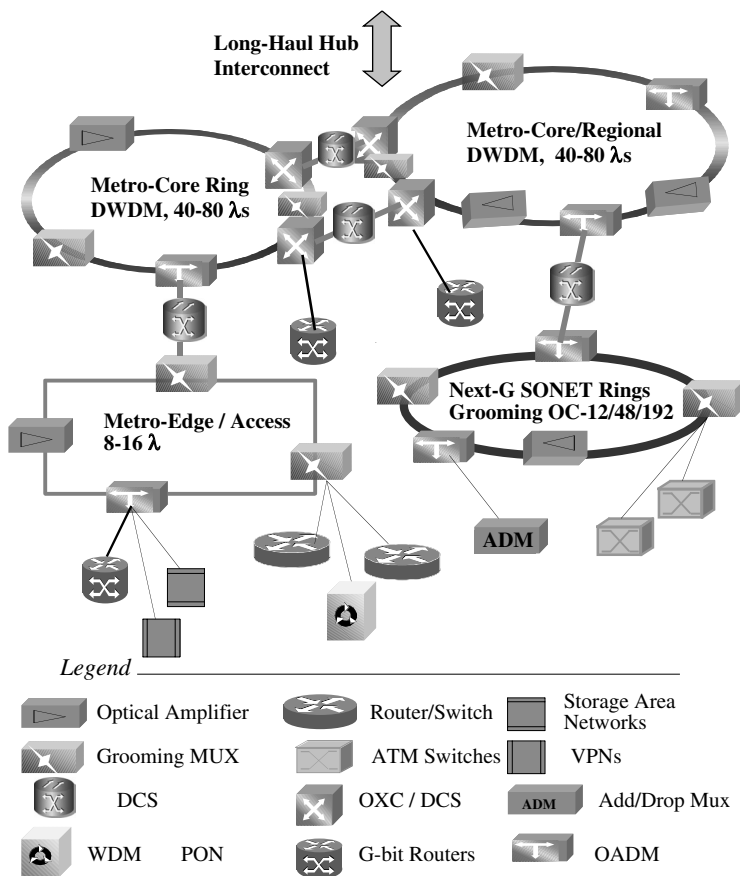 Long-Haul Hub
Interconnect
Metro-Core/Regional
DWDM, 40-80 λs
Metro-Core Ring
DWDM, 40-80 λs
Next-G SONET Rings
Grooming OC-12/48/192
Metro-Edge / Access
8-16 λ
ADM
Legend
Optical Amplifier
Router/Switch
Storage Area
Networks
Grooming MUX
ATM Switches
VPNs
DCS
OXC / DCS
ADM
Add/Drop Mux
WDM PON
G-bit Routers
OADM